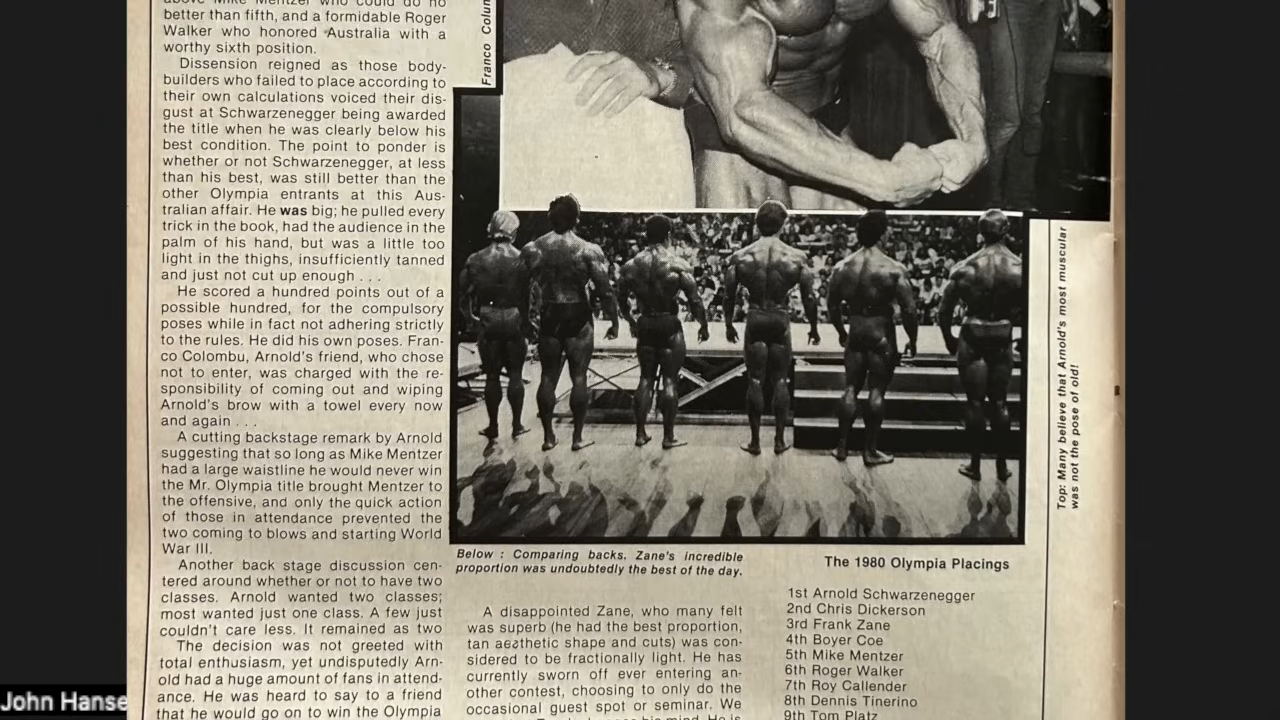 above Mike Mentzer who could do no
better than fifth, and a formidable Roger
Walker who honored Australia with a
worthy sixth position.
Dissension reigned as those body-
builders who failed to place according to
their own calculations voiced their dis-
gust at Schwarzenegger being awarded
the title when he was clearly below his
best condition. The point to ponder is
whether or not Schwarzenegger, at less
than his best, was still better than the
other Olympia entrants at this Aus-
tralian affair. He was big; he pulled every
trick in the book, had the audience in the
palm of his hand, but was a little too
light in the thighs, insufficiently tanned
and just not cut up enough . . .
He scored a hundred points out of a
possible hundred, for the compulsory
poses while in fact not adhering strictly
to the rules. He did his own poses. Fran-
co Colombu, Arnold's friend, who chose
not to enter, was charged with the re-
sponsibility of coming out and wiping
Arnold's brow with a towel every now
and again . . .
A cutting backstage remark by Arnold
suggesting that so long as Mike Mentzer
had a large waistline he would never win
the Mr. Olympia title brought Mentzer to
the offensive, and only the quick action
of those in attendance prevented the
two coming to blows and starting World
War III.
Another back stage discussion cen-
tered around whether or not to have two
classes. Arnold wanted two classes;
most wanted just one class. A few just
couldn't care less. It remained as two
The decision was not greeted with
total enthusiasm, yet undisputedly Arn-
old had a huge amount of fans in attend-
ance. He was heard to say to a friend
that he would go on to win the Olympia
Franco Colum
Top: Many believe that Arnold's most muscular
was not the pose of old!
Below : Comparing backs. Zane's incredible
proportion was undoubtedly the best of the day.
A disappointed Zane, who many felt
was superb (he had the best proportion,
tan aesthetic shape and cuts) was con-
sidered to be fractionally light. He has
currently sworn off ever entering an-
other contest, choosing to only do the
occasional guest spot or seminar. We
his mind. He is
The 1980 Olympia Placings
1st Arnold Schwarzenegger
2nd Chris Dickerson
3rd Frank Zane
4th Boyer Coe
5th Mike Mentzer
6th Roger Walker
7th Roy Callender
8th Dennis Tinerino
9th Tom Platz
John Hanse